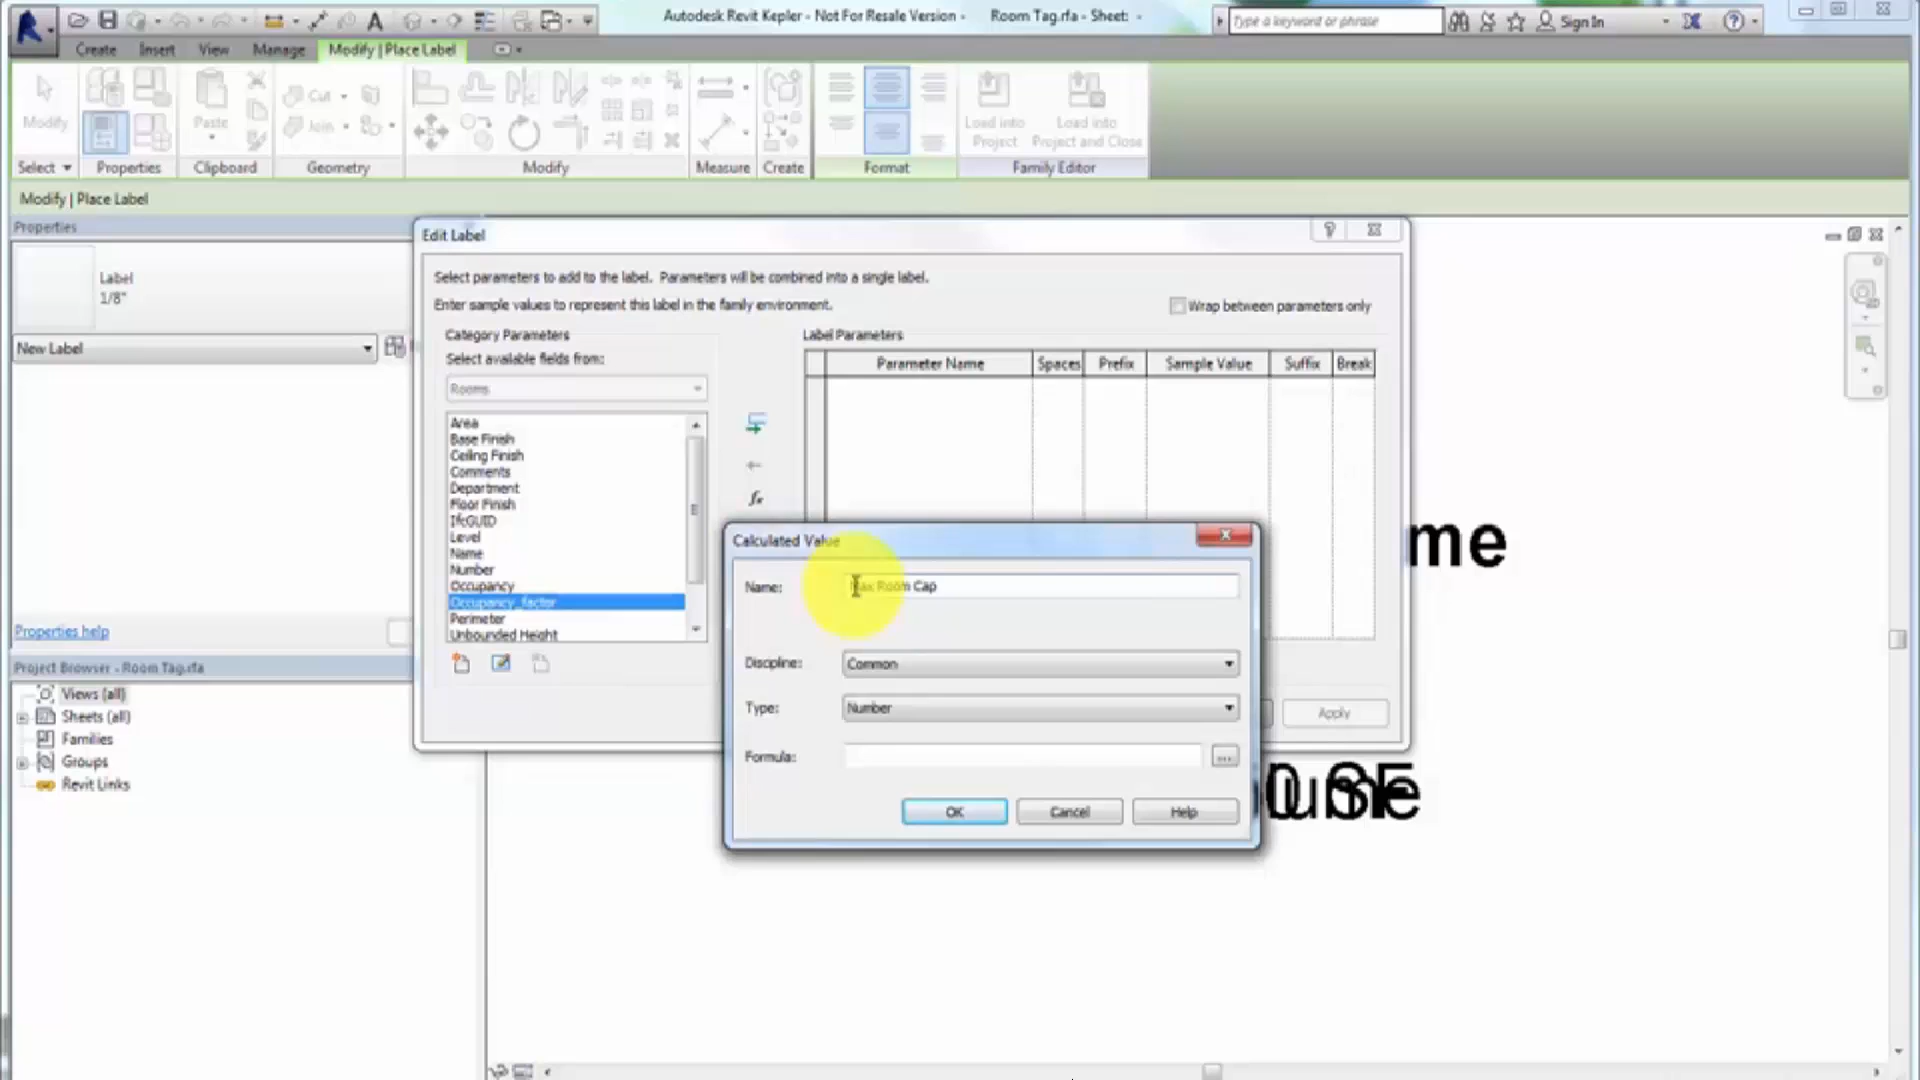 Autodesk Revit Kepler - Not For Resale Version - Room Tag.rfa - Sheet: -
Type a keyword or phrase
Sign In
Create Insert View Manage Modify | Place Label
Modify
Cut
Join
Paste
Load into Project
Load into Project and Close
Select Properties Clipboard Geometry Modify Measure Create Format Family Editor
Modify | Place Label
Properties
Label
1/8"
New Label
Properties help
Project Browser - Room Tag.rfa
Views (all)
Sheets (all)
Families
Groups
Revit Links
Edit Label
Select parameters to add to the label. Parameters will be combined into a single label.
Enter sample values to represent this label in the family environment.
Wrap between parameters only
Category Parameters
Select available fields from:
Rooms
Area
Base Finish
Ceiling Finish
Comments
Department
Floor Finish
IfcGUID
Level
Name
Number
Occupancy
Occupancy_factor
Perimeter
Unbounded Height
fx
Label Parameters
Parameter Name Spaces Prefix Sample Value Suffix Break
Apply
Calculated Value
Name: Max Room Cap
Discipline: Common
Type: Number
Formula:
...
OK Cancel Help
me